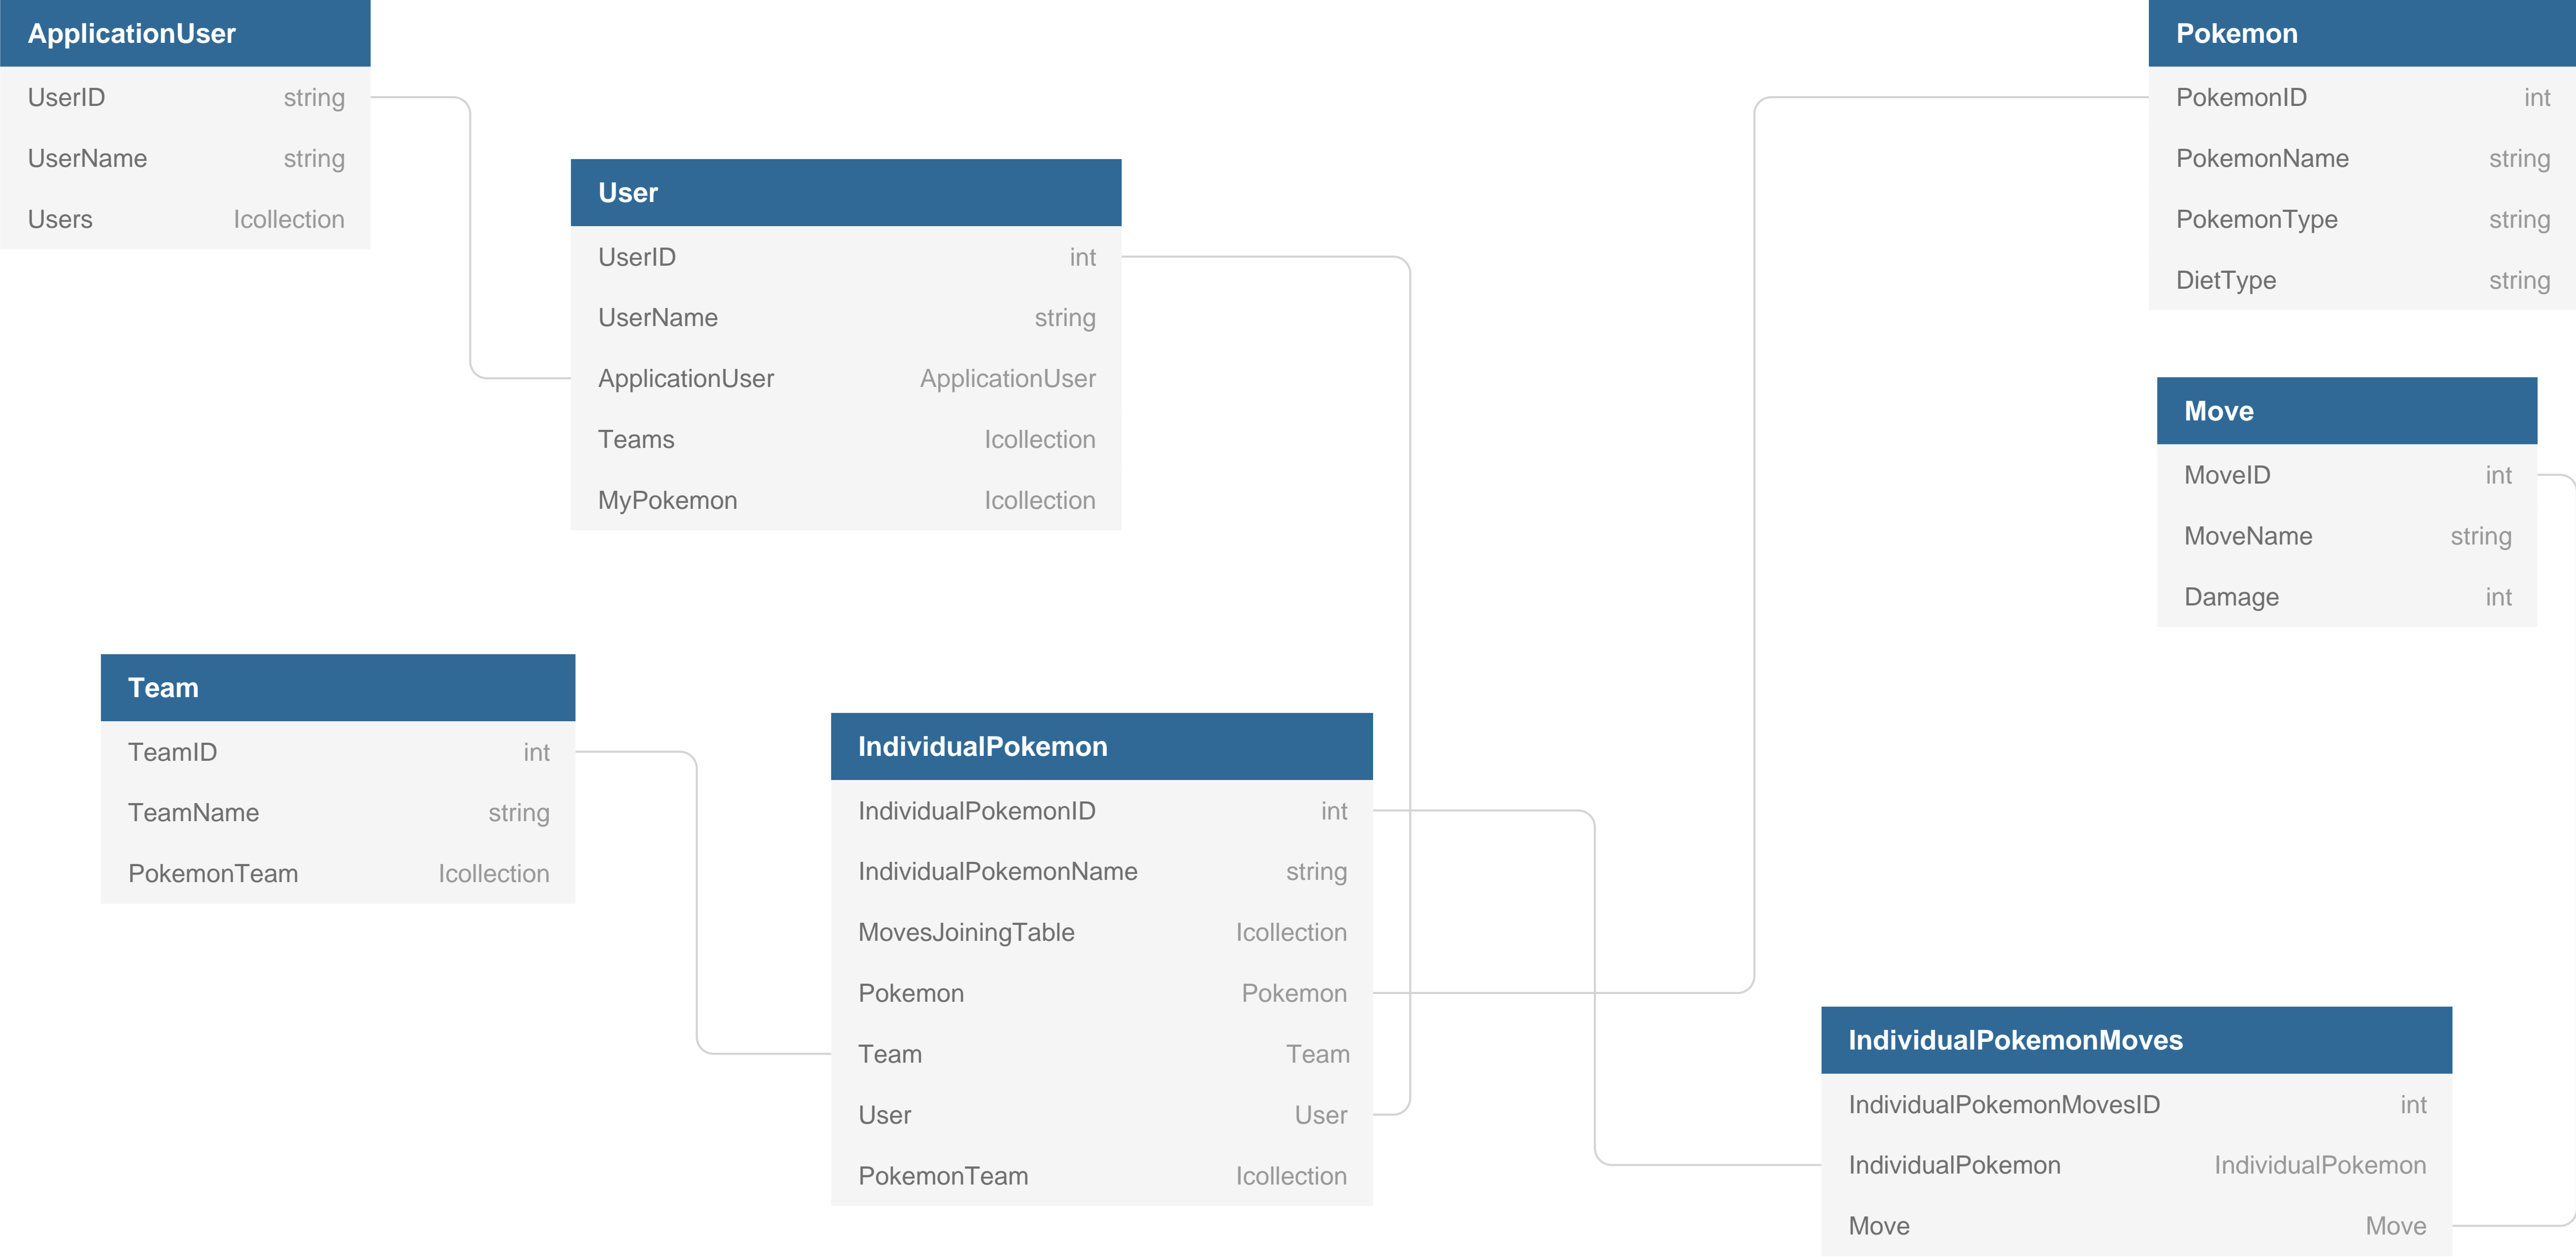 ApplicationUser
UserID string
UserName string
Users Icollection
User
UserID int
UserName string
ApplicationUser ApplicationUser
Teams Icollection
MyPokemon Icollection
Pokemon
PokemonID int
PokemonName string
PokemonType string
DietType string
Move
MoveID int
MoveName string
Damage int
Team
TeamID int
TeamName string
PokemonTeam Icollection
IndividualPokemon
IndividualPokemonID int
IndividualPokemonName string
MovesJoiningTable Icollection
Pokemon Pokemon
Team Team
User User
PokemonTeam Icollection
IndividualPokemonMoves
IndividualPokemonMovesID int
IndividualPokemon IndividualPokemon
Move Move